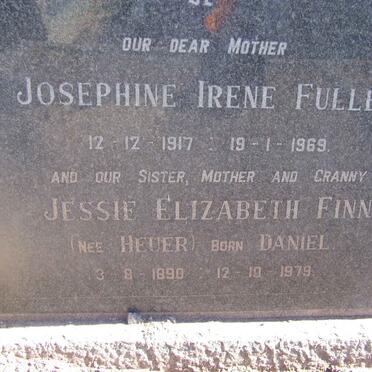 OUR DEAR MOTHER
JOSEPHINE IRENE
12-12-1917 : 19-1-1969.
AND OUR SISTER, MOTHER AND GRANNY
JESSIE ELIZABETH FINN
(NEE HEUER) BORN DANIEL
3-8-1890 : 12-10-1979.